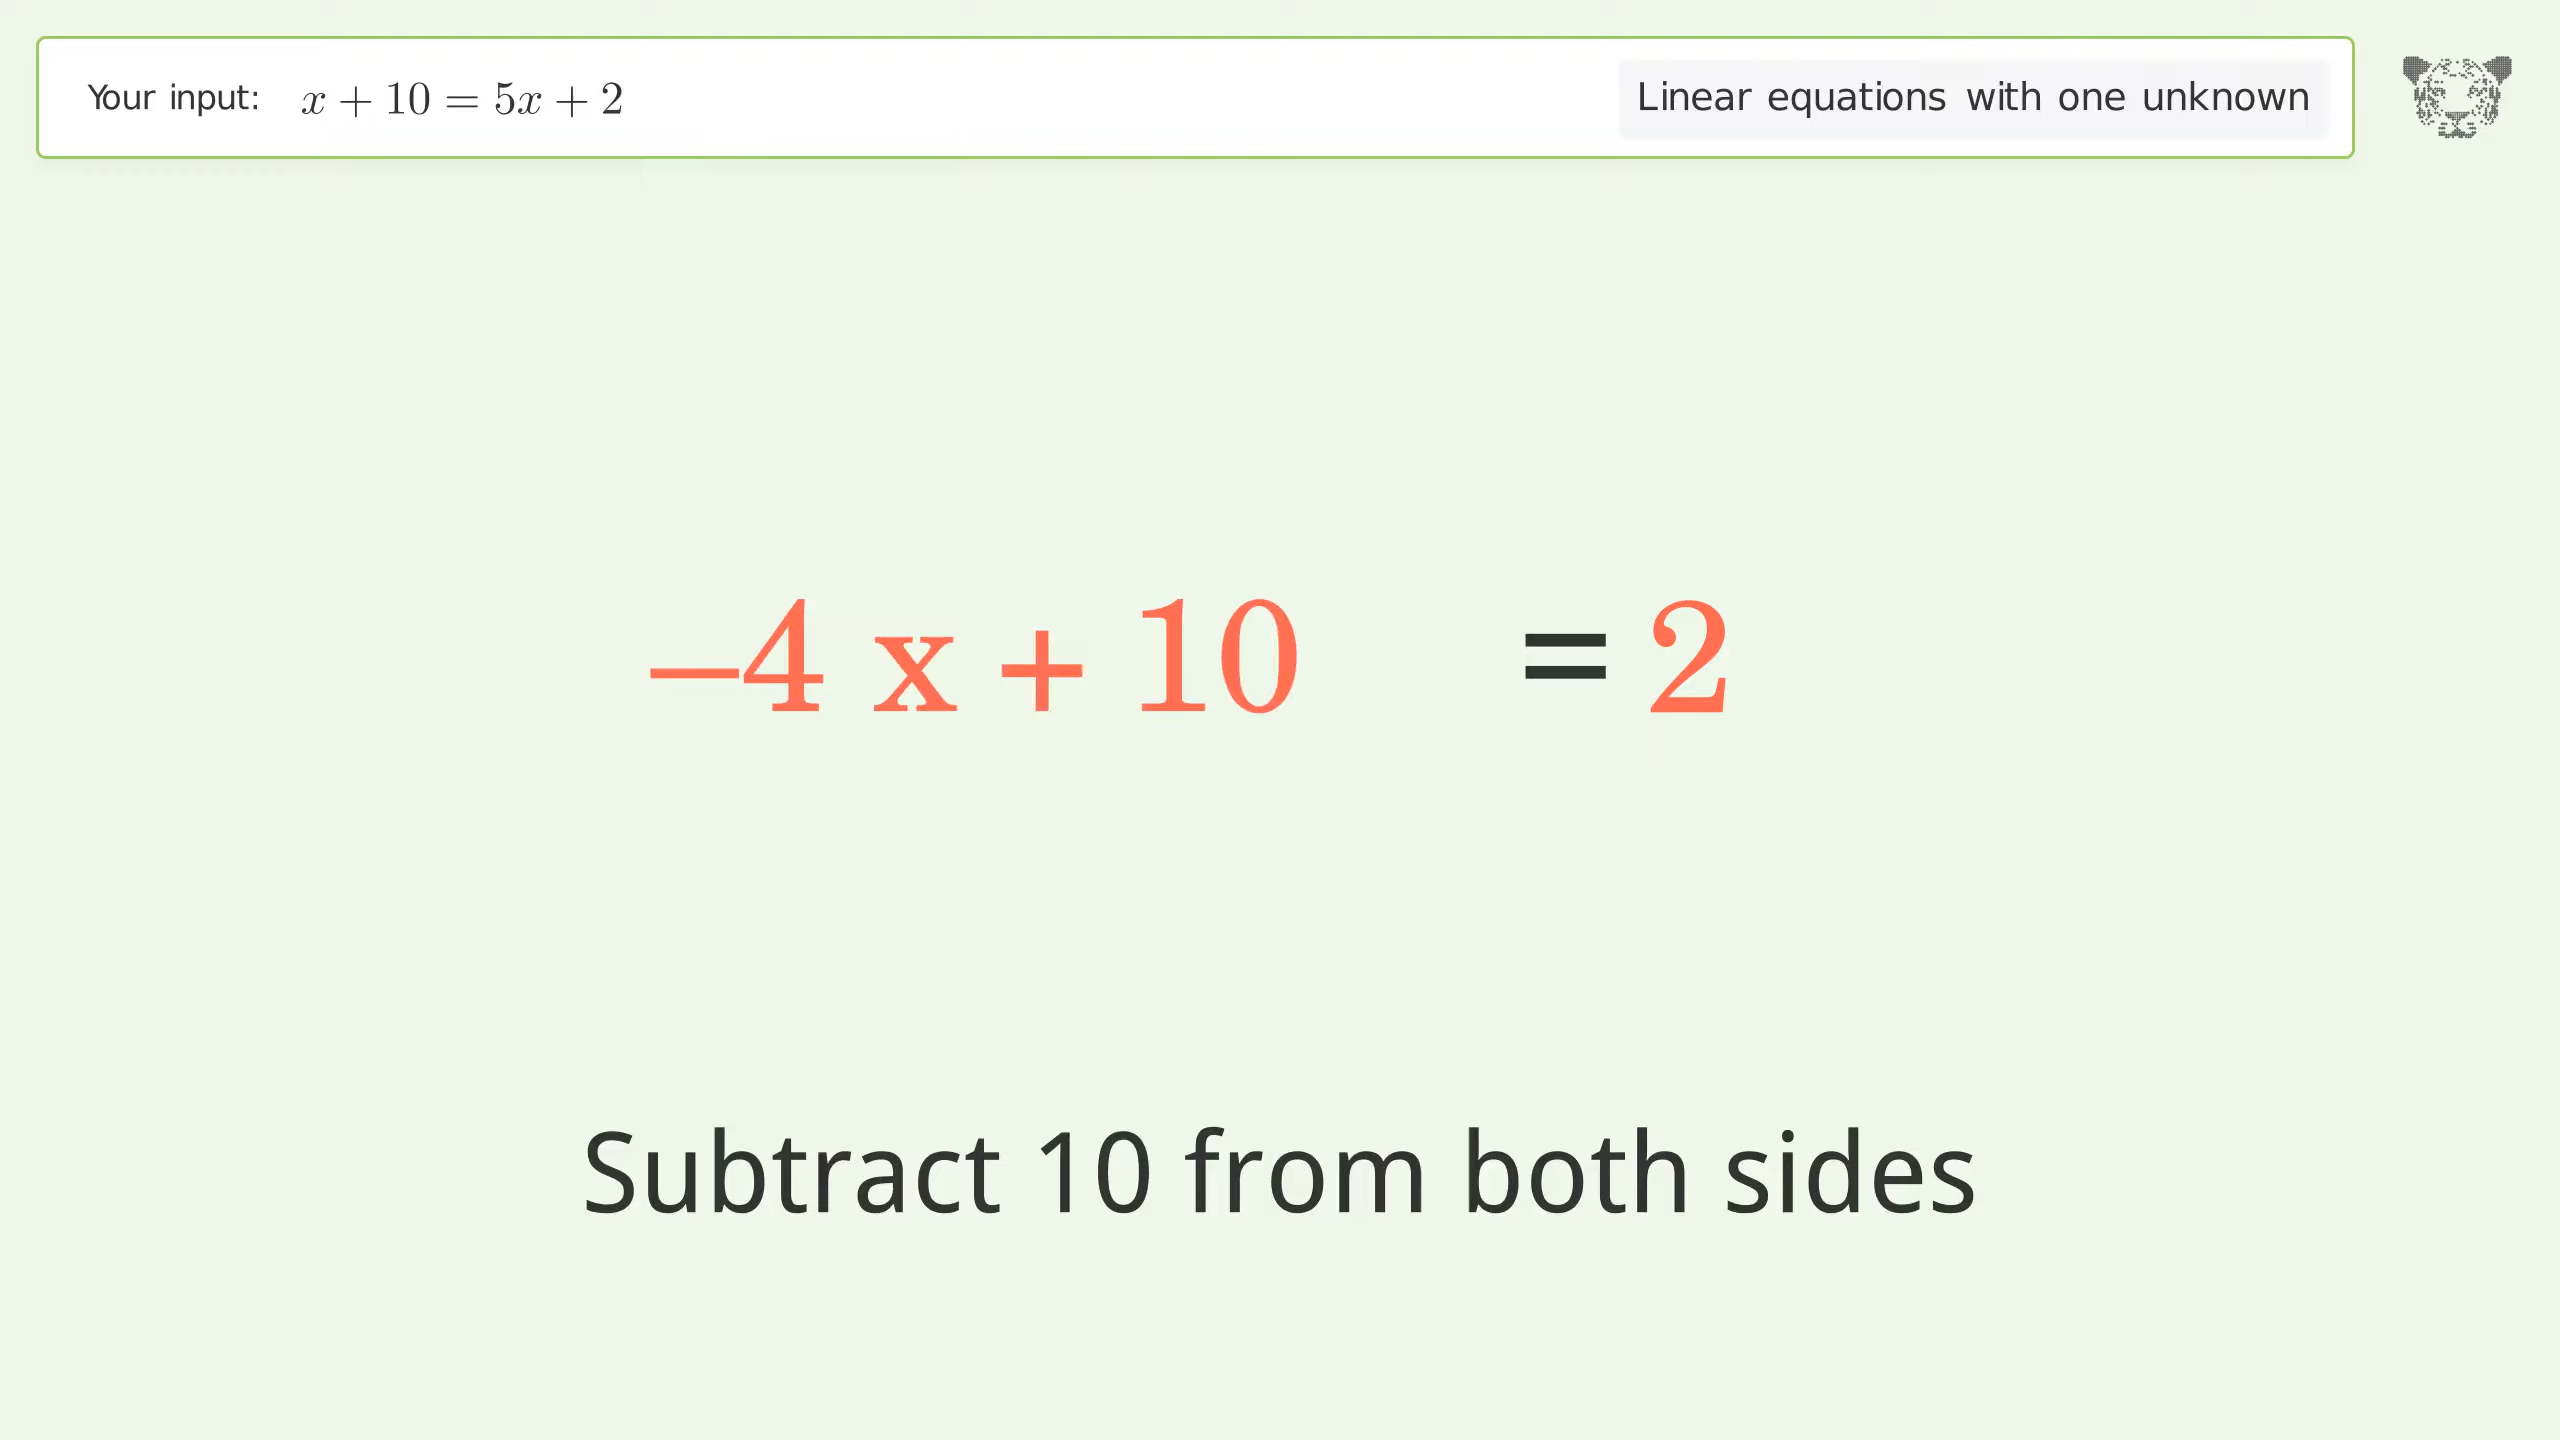 Your input: x + 10 = 5x + 2
Linear equations with one unknown
–4 x + 10 = 2
Subtract 10 from both sides